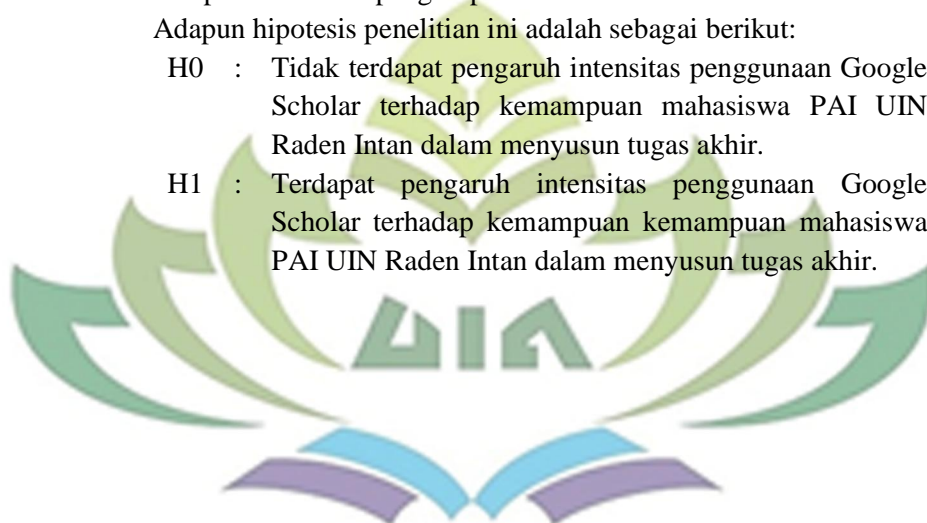 Adapun hipotesis penelitian ini adalah sebagai berikut:
H0 : Tidak terdapat pengaruh intensitas penggunaan Google
Scholar terhadap kemampuan mahasiswa PAI UIN
Raden Intan dalam menyusun tugas akhir.
H1 : Terdapat pengaruh intensitas penggunaan Google
Scholar terhadap kemampuan kemampuan mahasiswa
PAI UIN Raden Intan dalam menyusun tugas akhir.
UIN